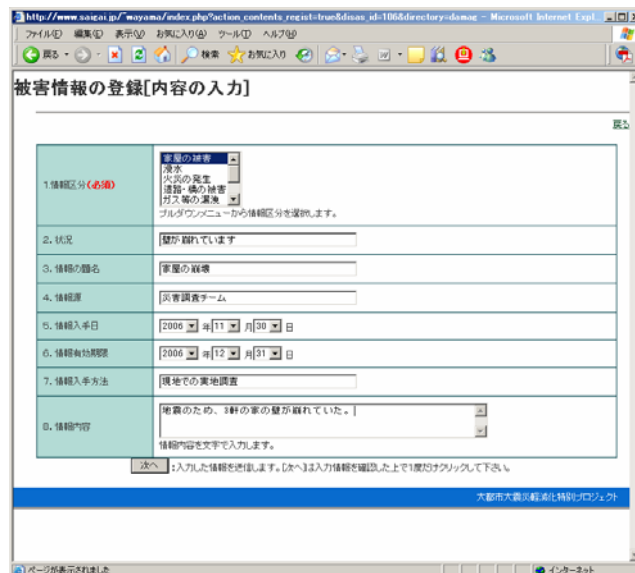 http://www.saigai.jp/~wayama/index.php?action_contents_regist=true&disas_id=106&directory=damag - Microsoft Internet Expl...
ファイル(F) 編集(E) 表示(V) お気に入り(A) ツール(T) ヘルプ(H)
戻る 検索 お気に入り
被害情報の登録[内容の入力]
戻る
1.情報区分(必須)
家屋の被害
浸水
火災の発生
道路・橋の被害
ガス等の漏洩
プルダウンメニューから情報区分を選択します。
2. 状況 壁が崩れています
3. 情報の題名 家屋の崩壊
4. 情報源 災害調査チーム
5. 情報入手日 2006 年 11 月 30 日
6. 情報有効期限 2006 年 12 月 31 日
7. 情報入手方法 現地での実地調査
8. 情報内容 地震のため、3軒の家の壁が崩れていた。
情報内容を文字で入力します。
次へ :入力した情報を送信します。[次へ]は入力情報を確認した上で1度だけクリックして下さい。
大都市大震災軽減化特別プロジェクト
ページが表示されました インターネット